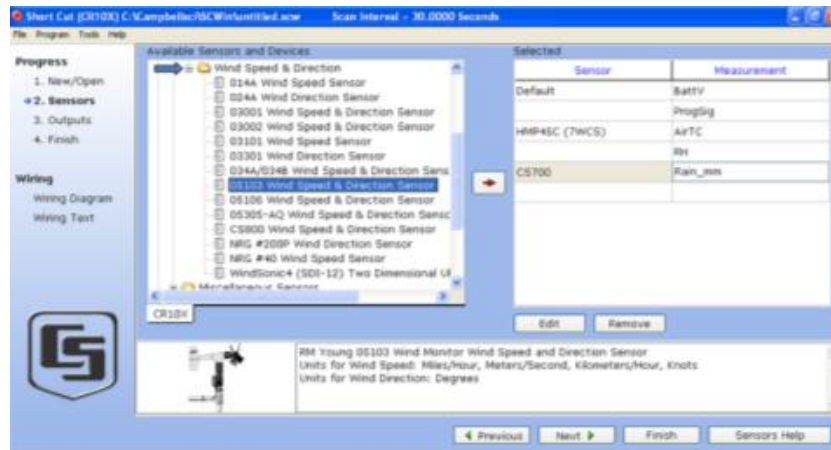 Short Cut (CR10X) C:\Campbellsci\SCWin\untitled.scw Scan Interval = 30.0000 Seconds
File Program Tools Help
Progress
1. New/Open
2. Sensors
3. Outputs
4. Finish
Wiring
Wiring Diagram
Wiring Text
Available Sensors and Devices
Wind Speed & Direction
014A Wind Speed Sensor
024A Wind Direction Sensor
03001 Wind Speed & Direction Sensor
03002 Wind Speed & Direction Sensor
03101 Wind Speed Sensor
03301 Wind Direction Sensor
034A/034B Wind Speed & Direction Sens
05103 Wind Speed & Direction Sensor
05106 Wind Speed & Direction Sensor
05305-AQ Wind Speed & Direction Sensc
CS800 Wind Speed & Direction Sensor
NRG #200P Wind Direction Sensor
NRG #40 Wind Speed Sensor
WindSonic4 (SDI-12) Two Dimensional Ul
Miscellaneous Sensors
CR10X
Selected
Sensor Measurement
Default BattV
ProgSig
HMP45C (7WCS) AirTC
RH
CS700 Rain_mm
Edit Remove
RM Young 05103 Wind Monitor Wind Speed and Direction Sensor
Units for Wind Speed: Miles/Hour, Meters/Second, Kilometers/Hour, Knots
Units for Wind Direction: Degrees
Previous Next Finish Sensors Help